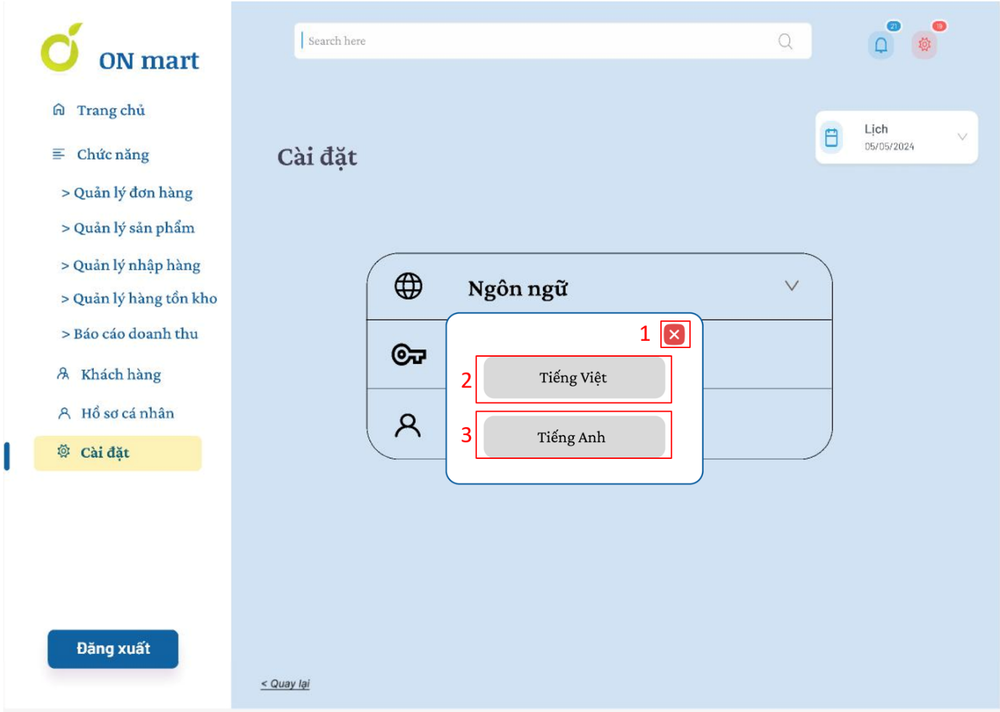 ON mart
Trang chủ
Chức năng
> Quản lý đơn hàng
> Quản lý sản phẩm
> Quản lý nhập hàng
> Quản lý hàng tồn kho
> Báo cáo doanh thu
Khách hàng
Hồ sơ cá nhân
Cài đặt
Đăng xuất
Search here
21
19
Lịch
05/05/2024
Cài đặt
Ngôn ngữ
1
2 Tiếng Việt
3 Tiếng Anh
< Quay lại